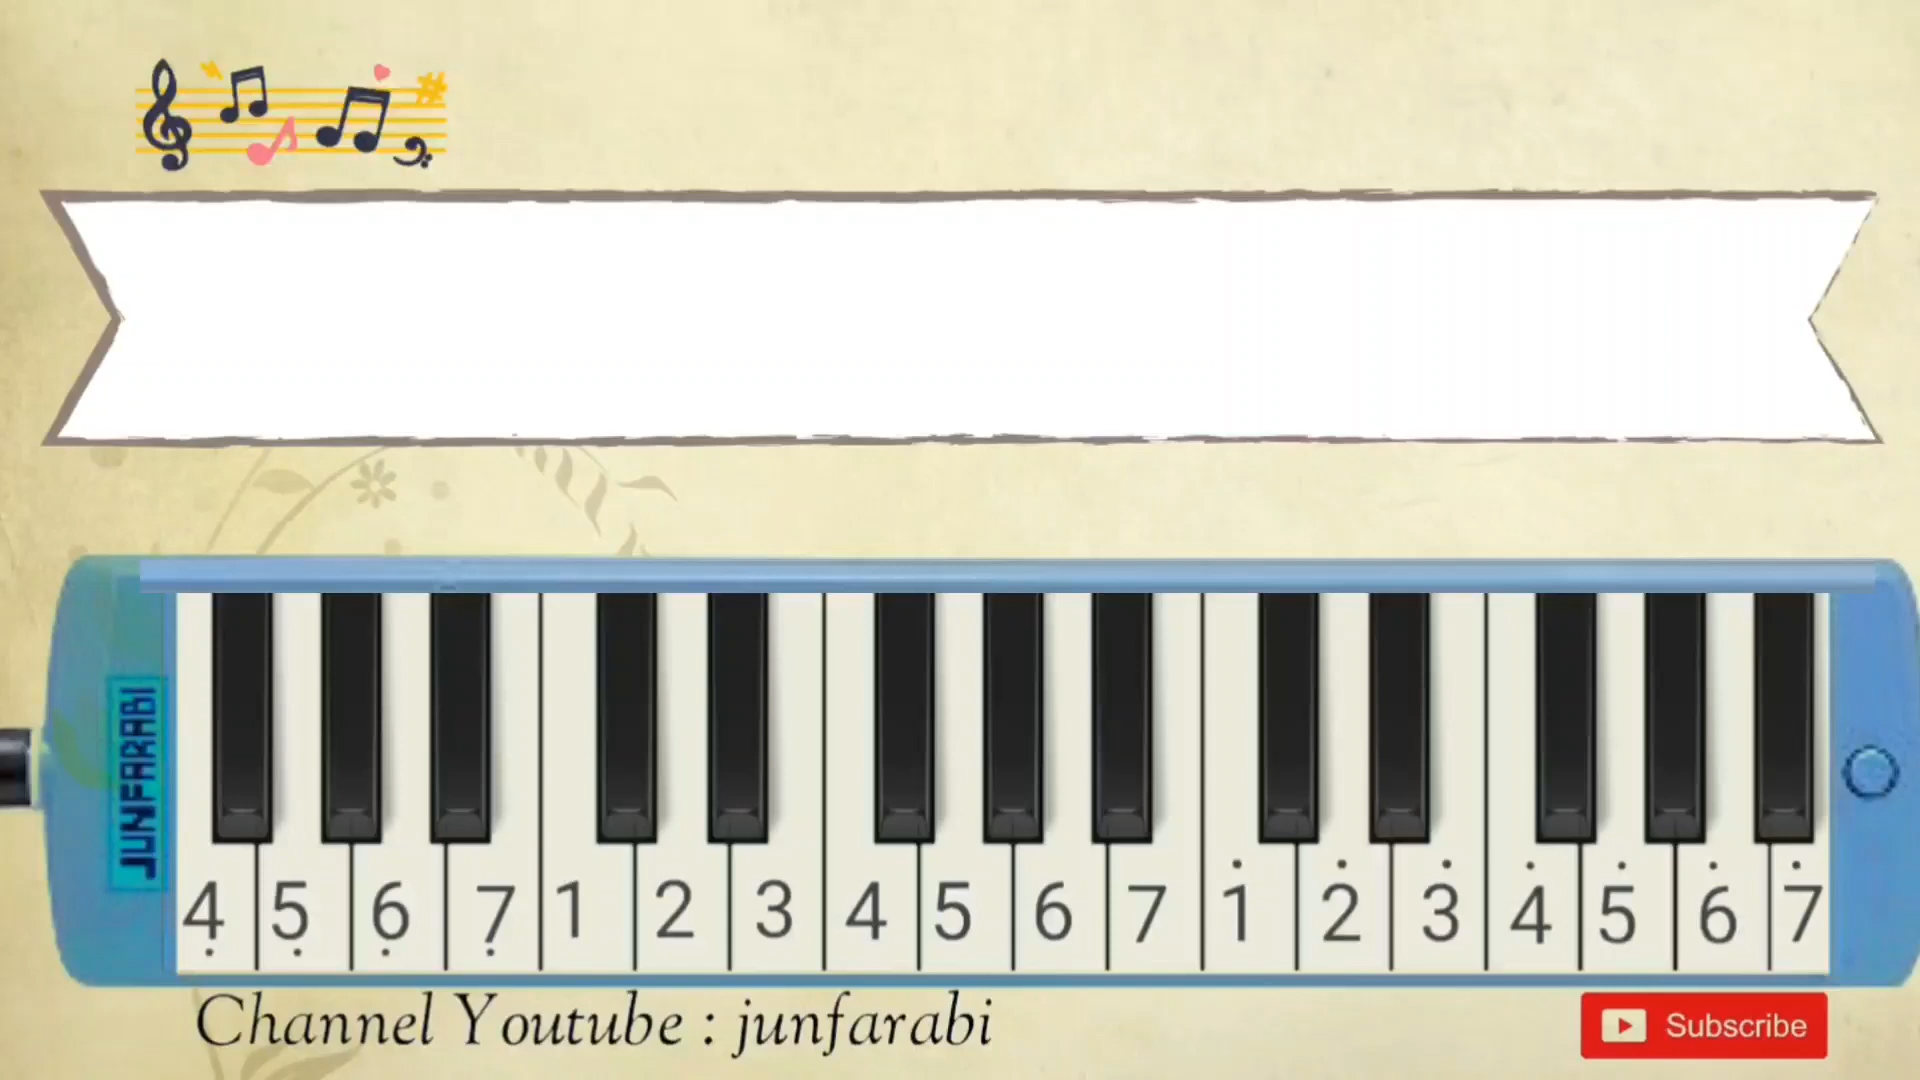 JUNFARABI
4̣ 5̣ 6̣ 7̣ 1 2 3 4 5 6 7 1̇ 2̇ 3̇ 4̇ 5̇ 6̇ 7̇
Channel Youtube : junfarabi
Subscribe